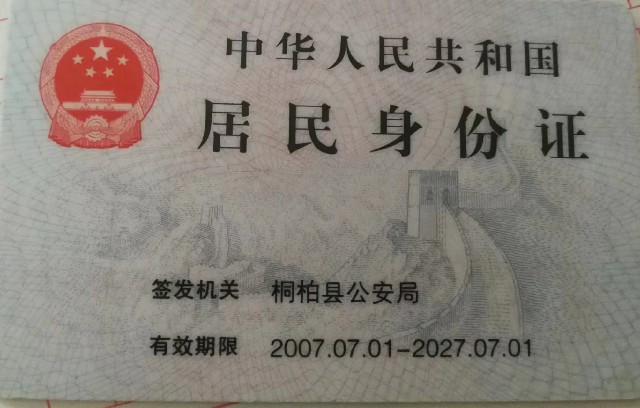 中华人民共和国
居民身份证
签发机关 桐柏县公安局
有效期限 2007.07.01-2027.07.01